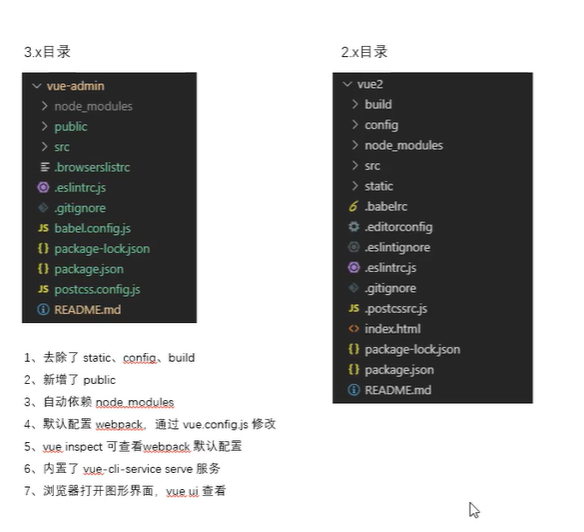 3.x目录
vue-admin
node_modules
public
src
.browserslistrc
.eslintrc.js
.gitignore
babel.config.js
package-lock.json
package.json
postcss.config.js
README.md
1、去除了 static、config、build
2、新增了 public
3、自动依赖 node_modules
4、默认配置 webpack，通过 vue.config.js 修改
5、vue inspect 可查看webpack 默认配置
6、内置了 vue-cli-service serve 服务
7、浏览器打开图形界面，vue ui 查看
2.x目录
vue2
build
config
node_modules
src
static
.babelrc
.editorconfig
.eslintignore
.eslintrc.js
.gitignore
.postcssrc.js
index.html
package-lock.json
package.json
README.md